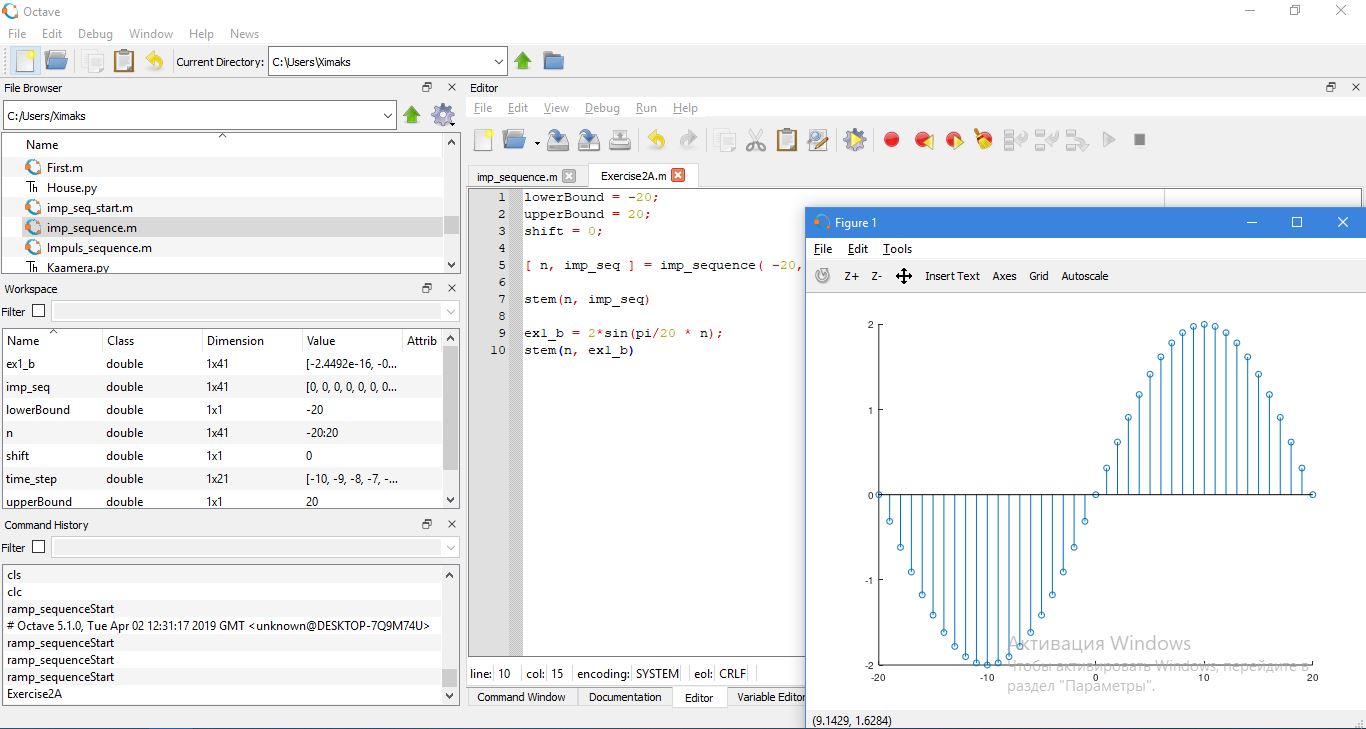 Octave
File Edit Debug Window Help News
Current Directory: C:\Users\Ximaks
File Browser
C:/Users/Ximaks
Name
First.m
House.py
imp_seq_start.m
imp_sequence.m
Impuls_sequence.m
Kaamera.py
Workspace
Filter
Name Class Dimension Value Attrib
ex1_b double 1x41 [-2.4492e-16, -0...
imp_seq double 1x41 [0, 0, 0, 0, 0, 0, 0...
lowerBound double 1x1 -20
n double 1x41 -20:20
shift double 1x1 0
time_step double 1x21 [-10, -9, -8, -7, -...
upperBound double 1x1 20
Command History
Filter
cls
clc
ramp_sequenceStart
# Octave 5.1.0, Tue Apr 02 12:31:17 2019 GMT <unknown@DESKTOP-7Q9M74U>
ramp_sequenceStart
ramp_sequenceStart
ramp_sequenceStart
Exercise2A
Editor
File Edit View Debug Run Help
imp_sequence.m Exercise2A.m
1 lowerBound = -20;
2 upperBound = 20;
3 shift = 0;
4
5 [ n, imp_seq ] = imp_sequence( -20,
6
7 stem(n, imp_seq)
8
9 ex1_b = 2*sin(pi/20 * n);
10 stem(n, ex1_b)
line: 10 col: 15 encoding: SYSTEM eol: CRLF
Command Window Documentation Editor Variable Editor
Figure 1
File Edit Tools
Z+ Z- Insert Text Axes Grid Autoscale
2
1
0
-1
-2
-20 -10 0 10 20
Активация Windows
Чтобы активировать Windows, перейдите в
раздел "Параметры".
(9.1429, 1.6284)